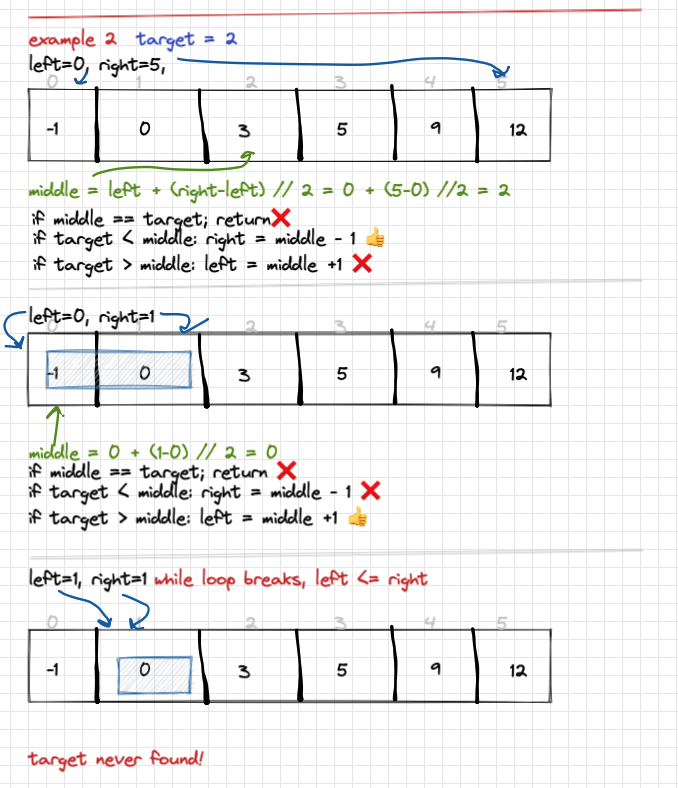 example 2 target = 2
left=0, right=5,
0 1 2 3 4 5
-1 0 3 5 9 12
middle = left + (right-left) // 2 = 0 + (5-0) //2 = 2
if middle == target; return❌
if target < middle: right = middle - 1 👍
if target > middle: left = middle +1 ❌
left=0, right=1
0 1 2 3 4 5
-1 0 3 5 9 12
middle = 0 + (1-0) // 2 = 0
if middle == target; return ❌
if target < middle: right = middle - 1 ❌
if target > middle: left = middle +1 👍
left=1, right=1 while loop breaks, left <= right
0 2 3 4 5
-1 0 3 5 9 12
target never found!